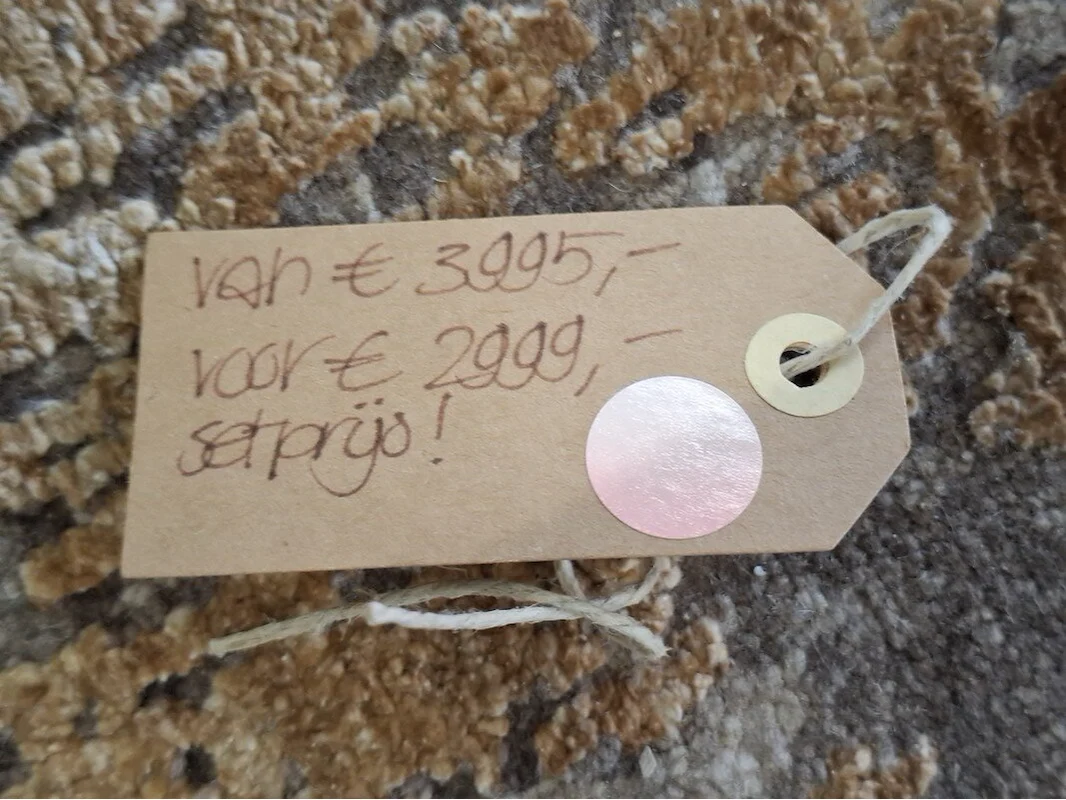 van € 3995,-
voor € 2999,-
setprijs!